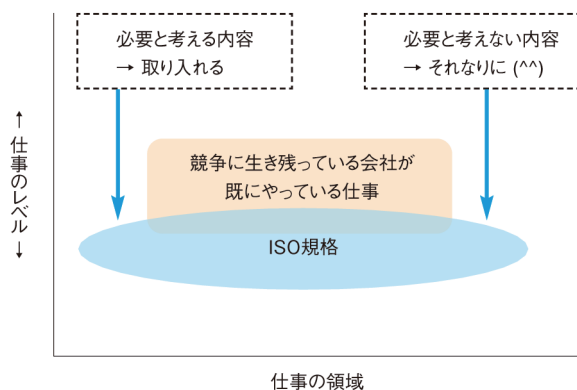 必要と考える内容
→ 取り入れる
必要と考えない内容
→ それなりに (^^)
↑ 仕事のレベル ↓
競争に生き残っている会社が
既にやっている仕事
ISO規格
仕事の領域